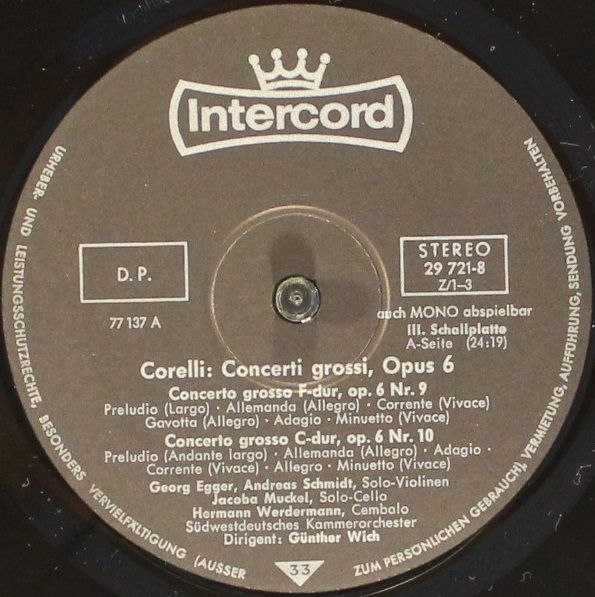 Intercord
D. P.
77 137 A
STEREO
29 721-8
Z/1–3
auch MONO abspielbar
III. Schallplatte
A-Seite (24:19)
Corelli: Concerti grossi, Opus 6
Concerto grosso F-dur, op. 6 Nr. 9
Preludio (Largo) · Allemanda (Allegro) · Corrente (Vivace)
Gavotta (Allegro) · Adagio · Minuetto (Vivace)
Concerto grosso C-dur, op. 6 Nr. 10
Preludio (Andante largo) · Allemanda (Allegro) · Adagio ·
Corrente (Vivace) · Allegro · Minuetto (Vivace)
Georg Egger, Andreas Schmidt, Solo-Violinen
Jacoba Muckel, Solo-Cello
Hermann Werdermann, Cembalo
Südwestdeutsches Kammerorchester
Dirigent: Günther Wich
33
URHEBER- UND LEISTUNGSSCHUTZRECHTE, BESONDERS VERVIELFÄLTIGUNG (AUSSER ZUM PERSÖNLICHEN GEBRAUCH), VERMIETUNG, AUFFÜHRUNG, SENDUNG VORBEHALTEN